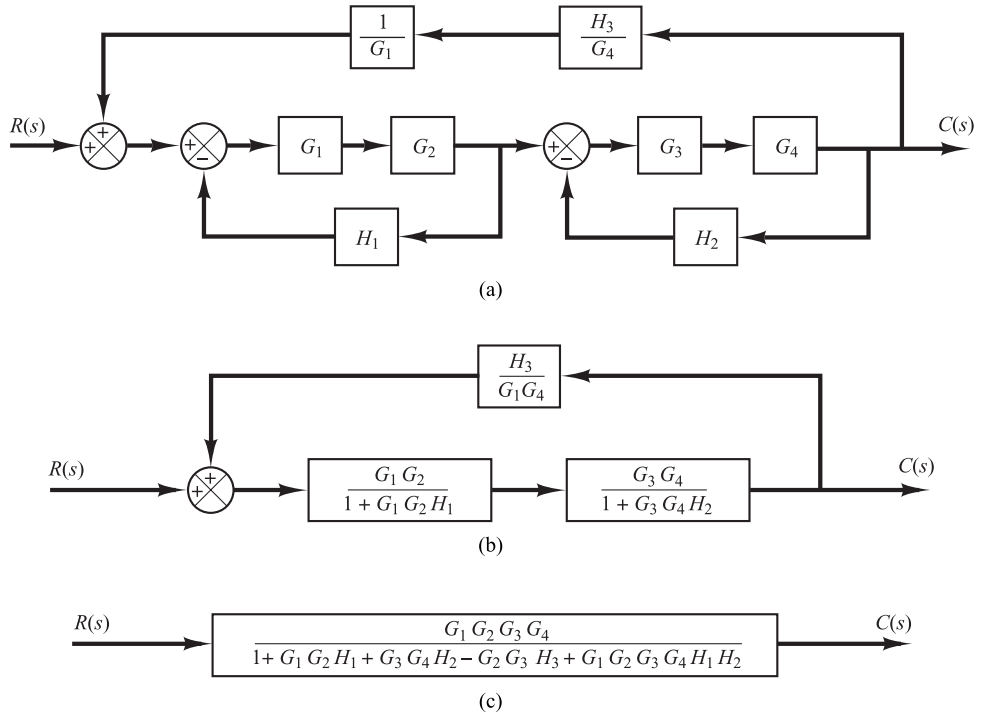 1
G₁
H₃
G₄
R(s)
C(s)
+
+
+
−
G₁
G₂
+
−
G₃
G₄
H₁
H₂
(a)
H₃
G₁G₄
R(s)
C(s)
+
+
G₁ G₂
1 + G₁ G₂ H₁
G₃ G₄
1 + G₃ G₄ H₂
(b)
R(s)
C(s)
G₁ G₂ G₃ G₄
1 + G₁ G₂ H₁ + G₃ G₄ H₂ − G₂ G₃ H₃ + G₁ G₂ G₃ G₄ H₁ H₂
(c)